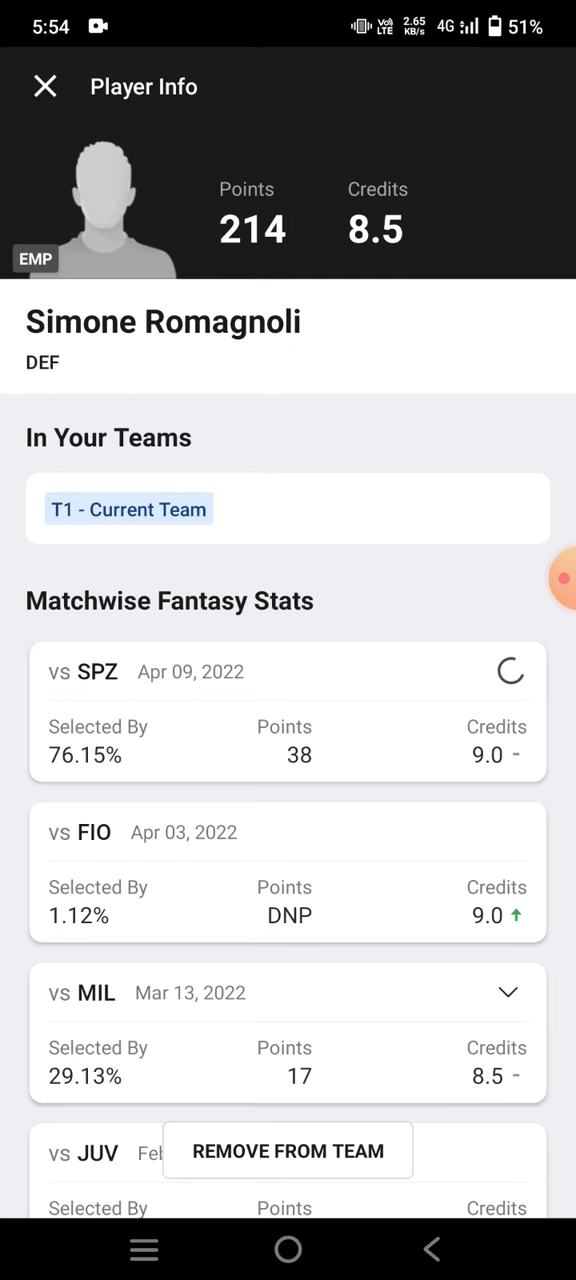 5:54 Vo) LTE 2.65 KB/s 4G 51%
Player Info
Points Credits
214 8.5
EMP
Simone Romagnoli
DEF
In Your Teams
T1 - Current Team
Matchwise Fantasy Stats
vs SPZ Apr 09, 2022
Selected By Points Credits
76.15% 38 9.0 -
vs FIO Apr 03, 2022
Selected By Points Credits
1.12% DNP 9.0
vs MIL Mar 13, 2022
Selected By Points Credits
29.13% 17 8.5 -
vs JUV Feb
REMOVE FROM TEAM
Selected By Points Credits